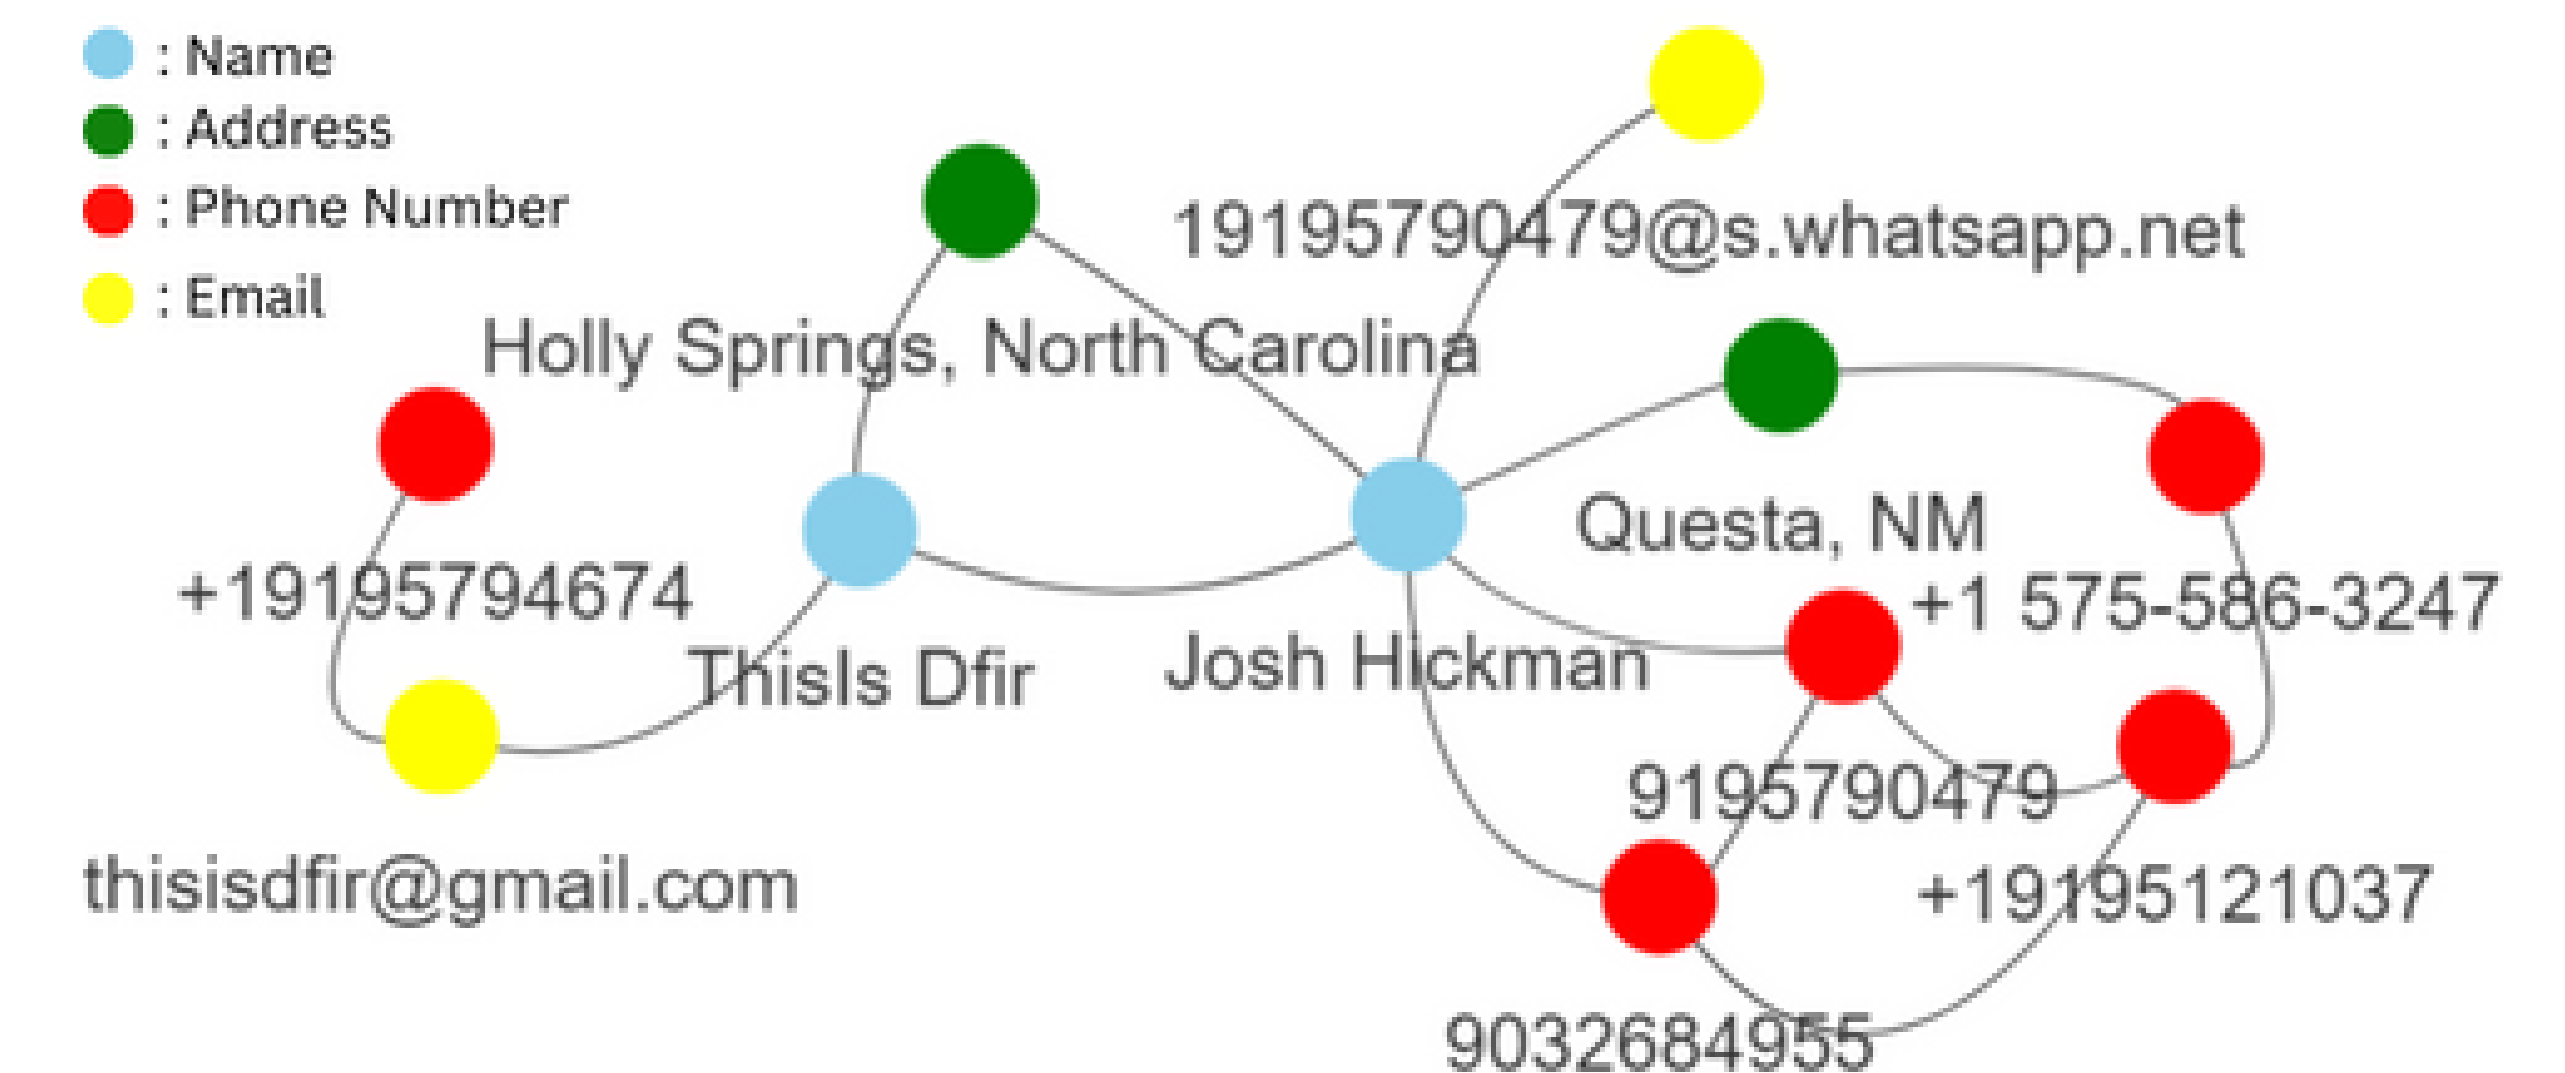 : Name
: Address
: Phone Number
: Email
19195790479@s.whatsapp.net
Holly Springs, North Carolina
Questa, NM
+19195794674
+1 575-586-3247
ThisIs Dfir
Josh Hickman
9195790479
thisisdfir@gmail.com
+19195121037
9032684955